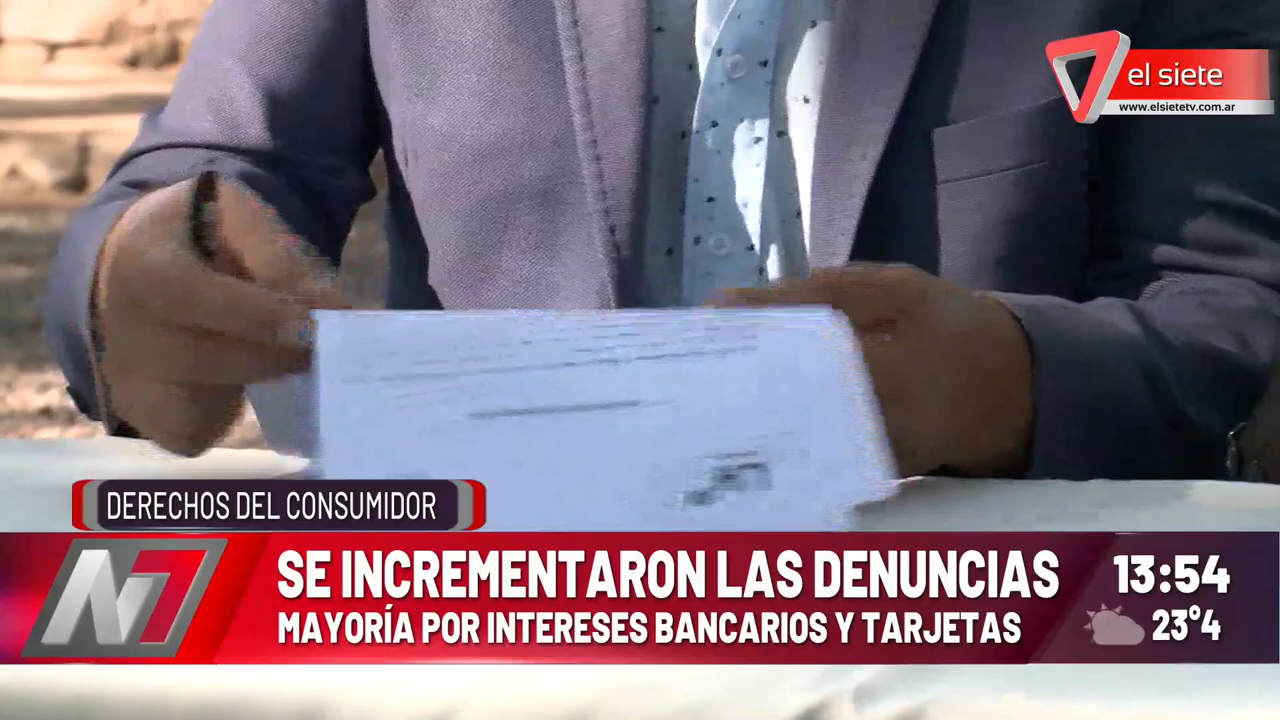 el siete
www.elsietetv.com.ar
DERECHOS DEL CONSUMIDOR
N7
SE INCREMENTARON LAS DENUNCIAS
13:54
MAYORÍA POR INTERESES BANCARIOS Y TARJETAS
23°4